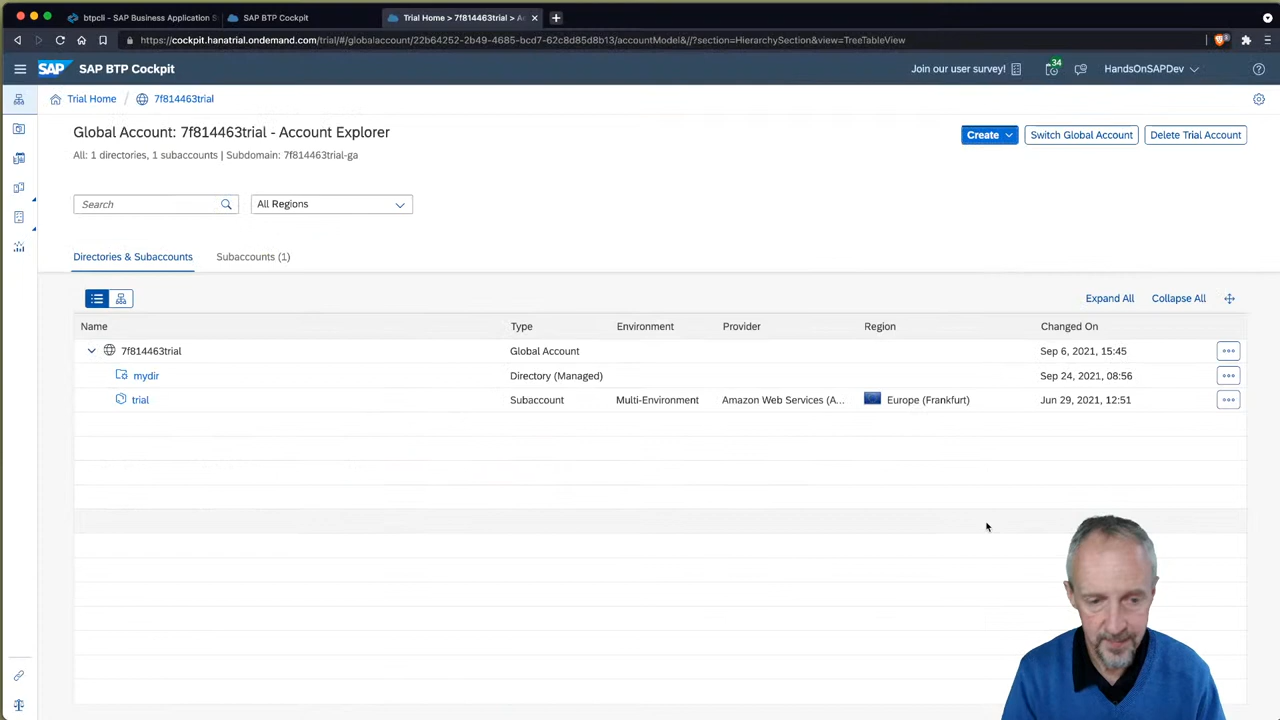 btpcli - SAP Business Application S
SAP BTP Cockpit
Trial Home > 7f814463trial > Ac
https://cockpit.hanatrial.ondemand.com/trial/#/globalaccount/22b64252-2b49-4685-bcd7-62c8d85d8b13/accountModel&//?section=HierarchySection&view=TreeTableView
SAP SAP BTP Cockpit
Join our user survey!
34
HandsOnSAPDev
Trial Home / 7f814463trial
Global Account: 7f814463trial - Account Explorer
Create
Switch Global Account
Delete Trial Account
All: 1 directories, 1 subaccounts | Subdomain: 7f814463trial-ga
Search
All Regions
Directories & Subaccounts
Subaccounts (1)
Expand All
Collapse All
Name Type Environment Provider Region Changed On
7f814463trial Global Account Sep 6, 2021, 15:45
mydir Directory (Managed) Sep 24, 2021, 08:56
trial Subaccount Multi-Environment Amazon Web Services (A... Europe (Frankfurt) Jun 29, 2021, 12:51